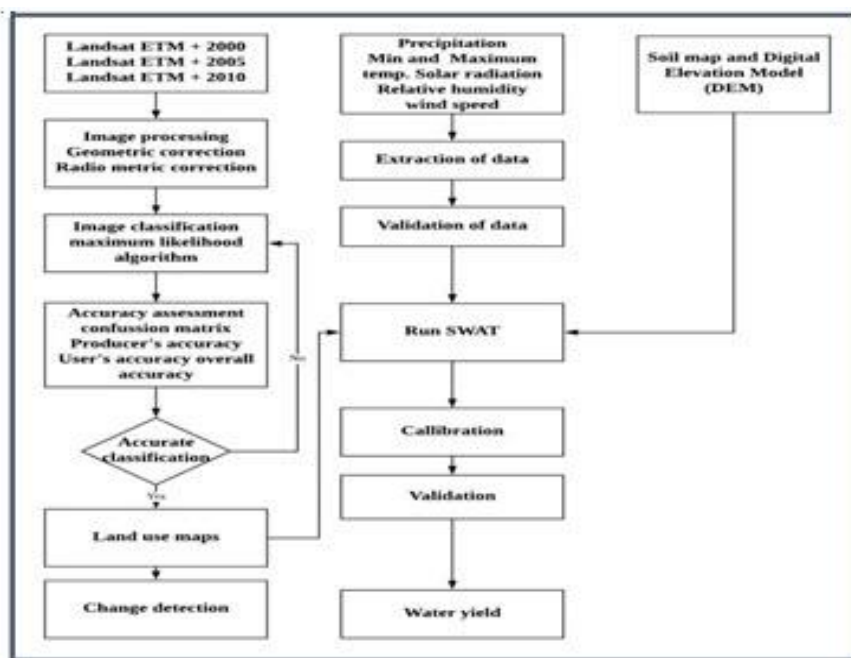 Landsat ETM + 2000
Landsat ETM + 2005
Landsat ETM + 2010
Image processing
Geometric correction
Radio metric correction
Image classification
maximum likelihood
algorithm
Accuracy assessment
confussion matrix
Producer's accuracy
User's accuracy overall
accuracy
No
Accurate
classification
Yes
Land use maps
Change detection
Precipitation
Min and Maximum
temp. Solar radiation
Relative humidity
wind speed
Extraction of data
Validation of data
Run SWAT
Callibration
Validation
Water yield
Soil map and Digital
Elevation Model
(DEM)